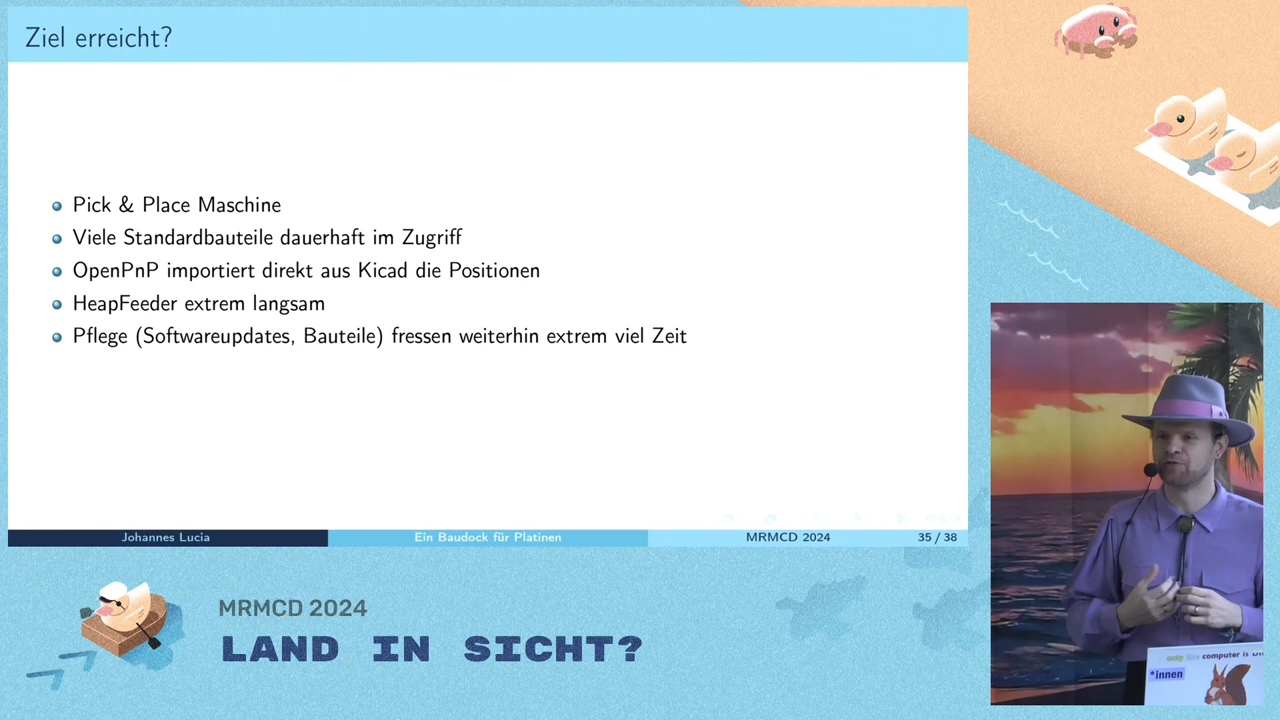 Ziel erreicht?
Pick & Place Maschine
Viele Standardbauteile dauerhaft im Zugriff
OpenPnP importiert direkt aus Kicad die Positionen
HeapFeeder extrem langsam
Pflege (Softwareupdates, Bauteile) fressen weiterhin extrem viel Zeit
Johannes Lucia
Ein Baudock für Platinen
MRMCD 2024
35 / 38
MRMCD 2024
LAND IN SICHT?
only the computer is
*innen